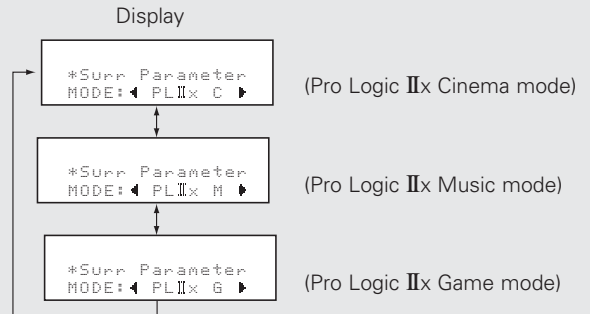 Display
*Surr Parameter
MODE:◀ PLⅡx C ▶
(Pro Logic Ⅱx Cinema mode)
*Surr Parameter
MODE:◀ PLⅡx M ▶
(Pro Logic Ⅱx Music mode)
*Surr Parameter
MODE:◀ PLⅡx G ▶
(Pro Logic Ⅱx Game mode)